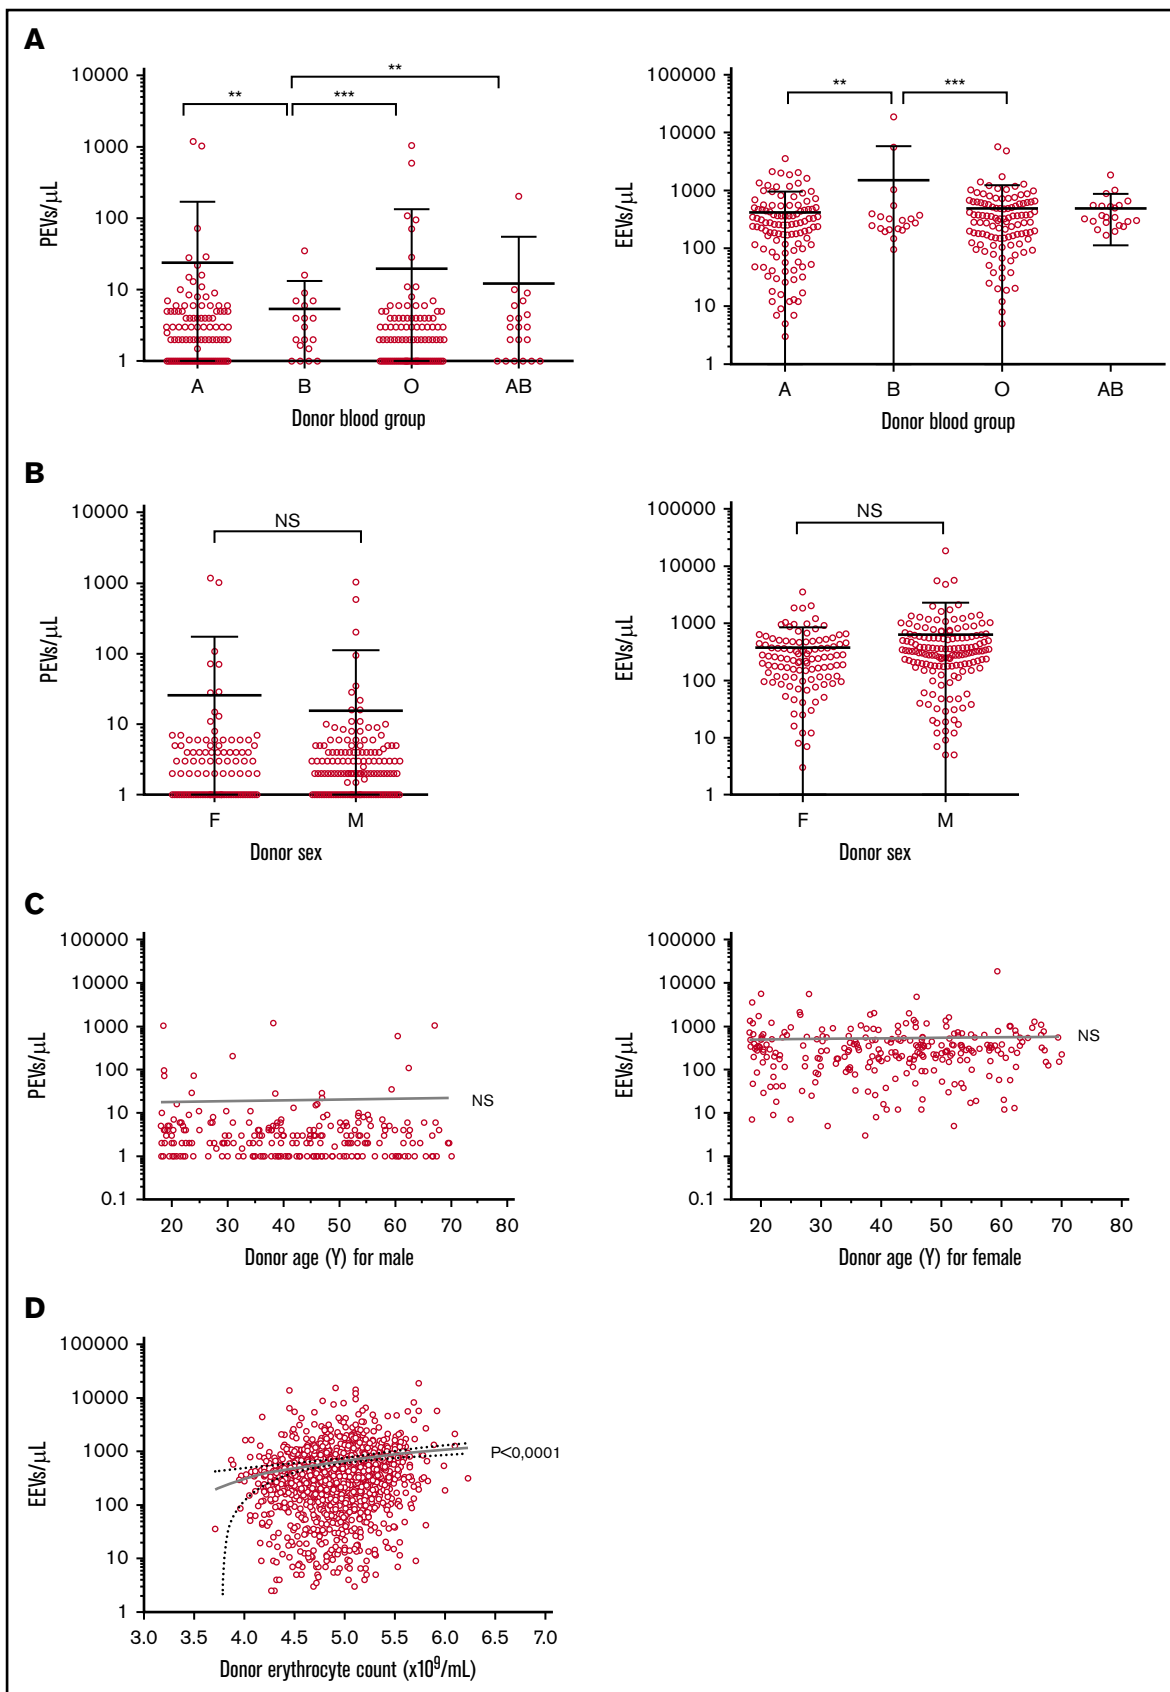 A
10000
1000
100
10
1
PEVs/µL
**
***
**
A
B
O
AB
Donor blood group
100000
10000
1000
100
10
1
EEVs/µL
**
***
A
B
O
AB
Donor blood group
B
10000
1000
100
10
1
PEVs/µL
NS
F
M
Donor sex
100000
10000
1000
100
10
1
EEVs/µL
NS
F
M
Donor sex
C
100000
10000
1000
100
10
1
0.1
PEVs/µL
NS
20 30 40 50 60 70 80
Donor age (Y) for male
100000
10000
1000
100
10
1
0.1
EEVs/µL
NS
20 30 40 50 60 70 80
Donor age (Y) for female
D
100000
10000
1000
100
10
1
EEVs/µL
P<0,0001
3.0 3.5 4.0 4.5 5.0 5.5 6.0 6.5 7.0
Donor erythrocyte count (x10⁹/mL)